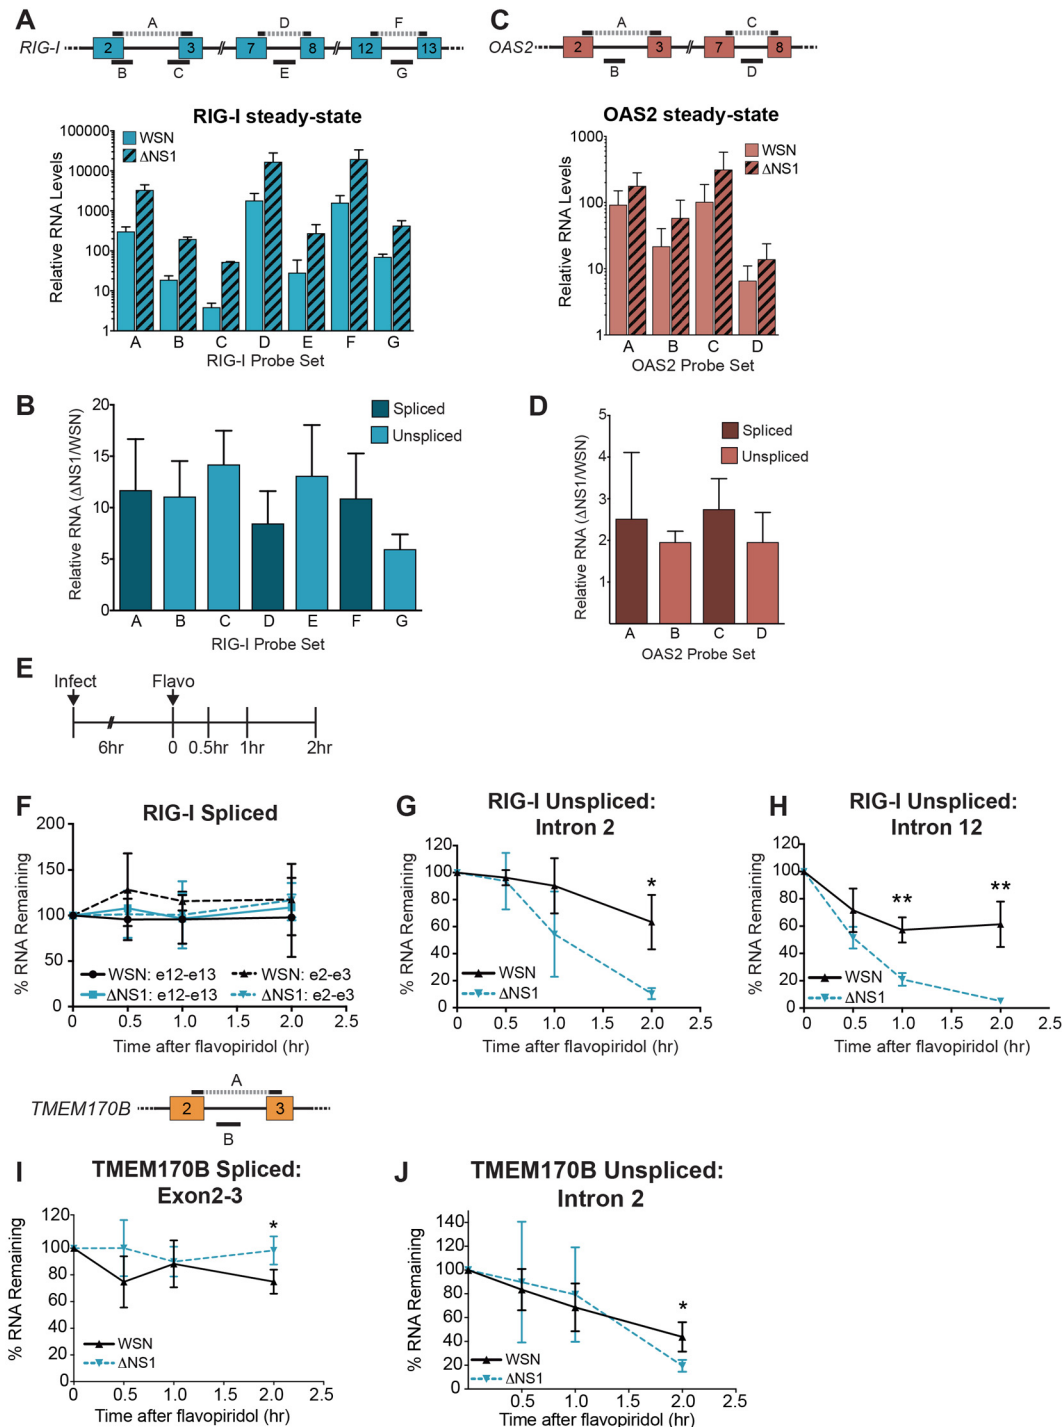 A
A D F
RIG-I 2 3 7 8 12 13
B C E G
RIG-I steady-state
WSN
ΔNS1
Relative RNA Levels
100000
10000
1000
100
10
1
A B C D E F G
RIG-I Probe Set
C
A C
OAS2 2 3 7 8
B D
OAS2 steady-state
WSN
ΔNS1
Relative RNA Levels
1000
100
10
1
A B C D
OAS2 Probe Set
B
Spliced
Unspliced
Relative RNA (ΔNS1/WSN)
20
15
10
5
0
A B C D E F G
RIG-I Probe Set
D
Spliced
Unspliced
Relative RNA (ΔNS1/WSN)
5
4
3
2
1
A B C D
OAS2 Probe Set
E
Infect Flavo
6hr 0 0.5hr 1hr 2hr
F
RIG-I Spliced
% RNA Remaining
200
150
100
50
0
WSN: e12-e13 WSN: e2-e3
ΔNS1: e12-e13 ΔNS1: e2-e3
0 0.5 1.0 1.5 2.0 2.5
Time after flavopiridol (hr)
G
RIG-I Unspliced:
Intron 2
% RNA Remaining
120
100
80
60
40
20
0
*
WSN
ΔNS1
0 0.5 1.0 1.5 2.0 2.5
Time after flavopiridol (hr)
H
RIG-I Unspliced:
Intron 12
% RNA Remaining
120
100
80
60
40
20
0
** **
WSN
ΔNS1
0 0.5 1.0 1.5 2.0 2.5
Time after flavopiridol (hr)
A
TMEM170B 2 3
B
I
TMEM170B Spliced:
Exon2-3
% RNA Remaining
120
100
80
60
40
20
0
*
WSN
ΔNS1
0 0.5 1.0 1.5 2.0 2.5
Time after flavopiridol (hr)
J
TMEM170B Unspliced:
Intron 2
% RNA Remaining
140
120
100
80
60
40
20
0
*
WSN
ΔNS1
0.5 1.0 1.5 2.0 2.5
Time after flavopiridol (hr)